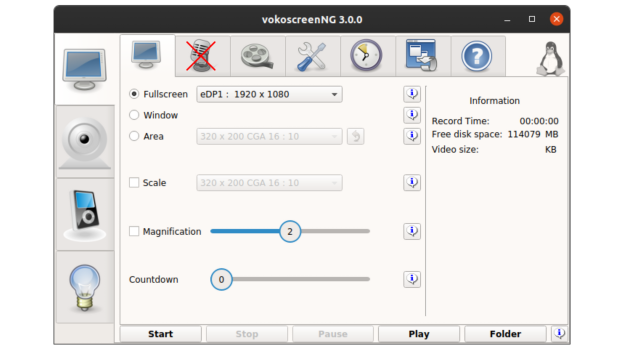 vokoscreenNG 3.0.0
Fullscreen eDP1 : 1920 x 1080
Window
Area 320 x 200 CGA 16 : 10
Scale 320 x 200 CGA 16 : 10
Magnification 2
Countdown 0
Information
Record Time: 00:00:00
Free disk space: 114079 MB
Video size: KB
Start Stop Pause Play Folder